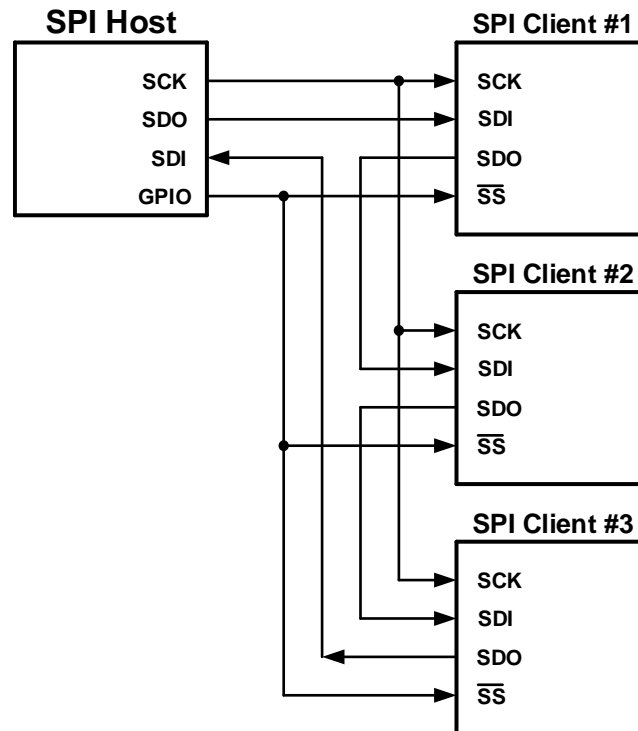 SPI Host
SCK
SDO
SDI
GPIO
SPI Client #1
SCK
SDI
SDO
SS
SPI Client #2
SCK
SDI
SDO
SS
SPI Client #3
SCK
SDI
SDO
SS